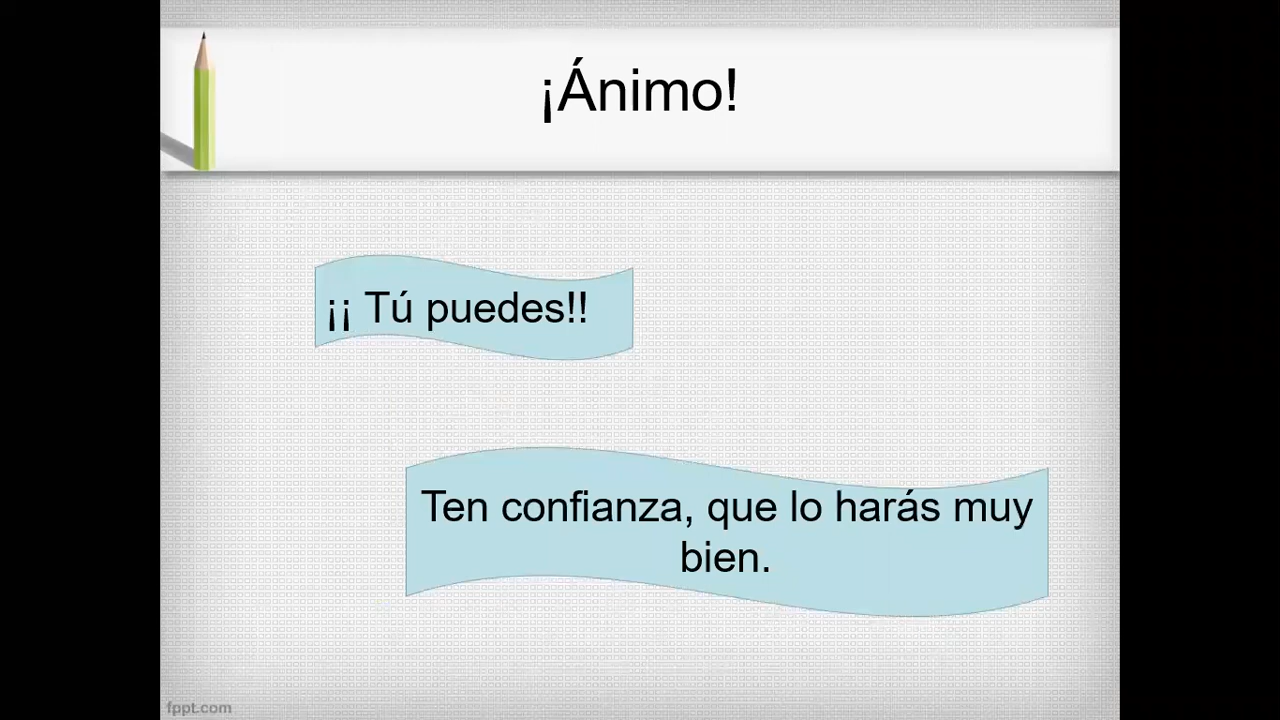 ¡Ánimo!
¡¡ Tú puedes!!
Ten confianza, que lo harás muy
bien.
fppt.com